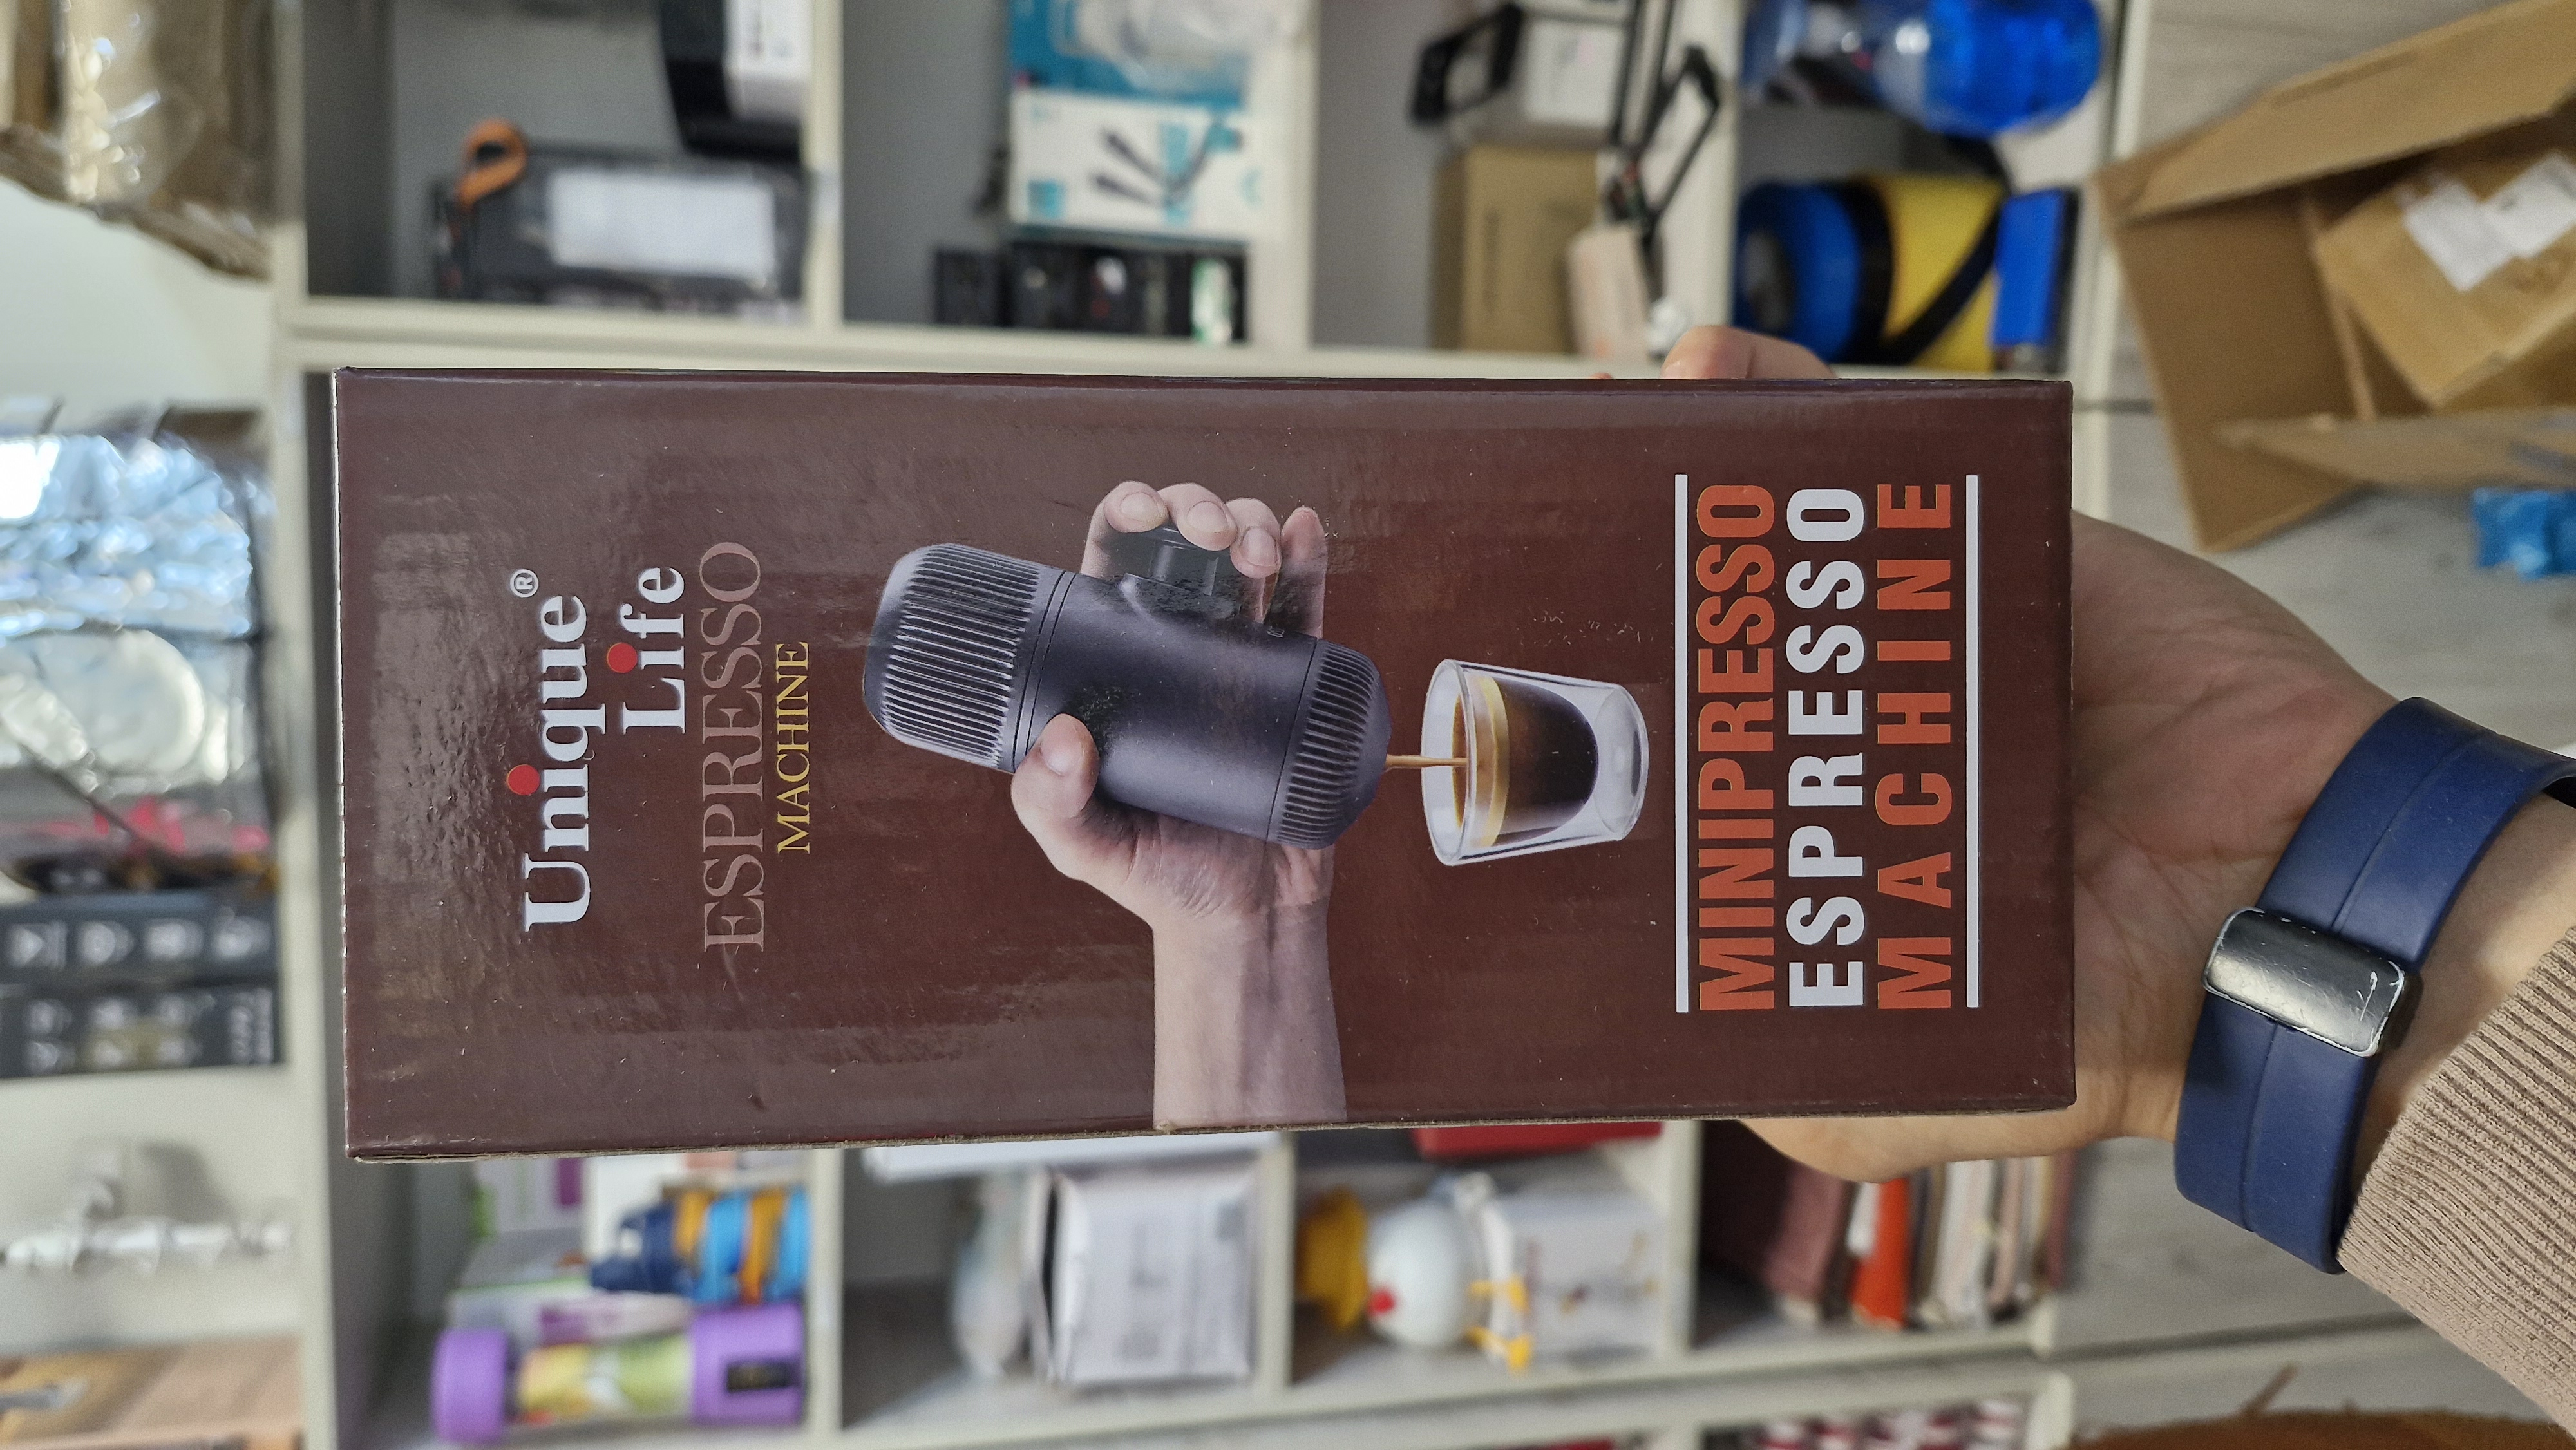 Unique®
Life
ESPRESSO
MACHINE
MINIPRESSO
ESPRESSO
MACHINE